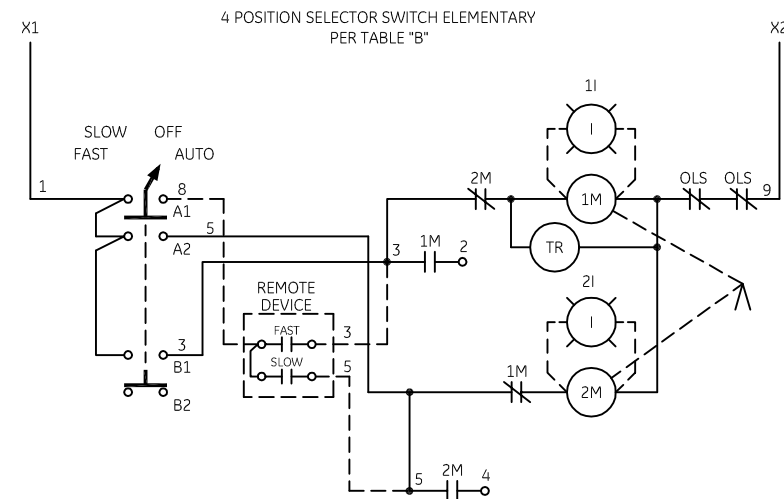 4 POSITION SELECTOR SWITCH ELEMENTARY
PER TABLE "B"
X1
X2
1I
I
SLOW OFF
FAST AUTO
2M
1M
OLS OLS
1
8
9
A1
5
A2
3
1M
2
TR
REMOTE
DEVICE
2I
I
FAST
3
3
B1
SLOW
5
1M
2M
B2
5
2M
4